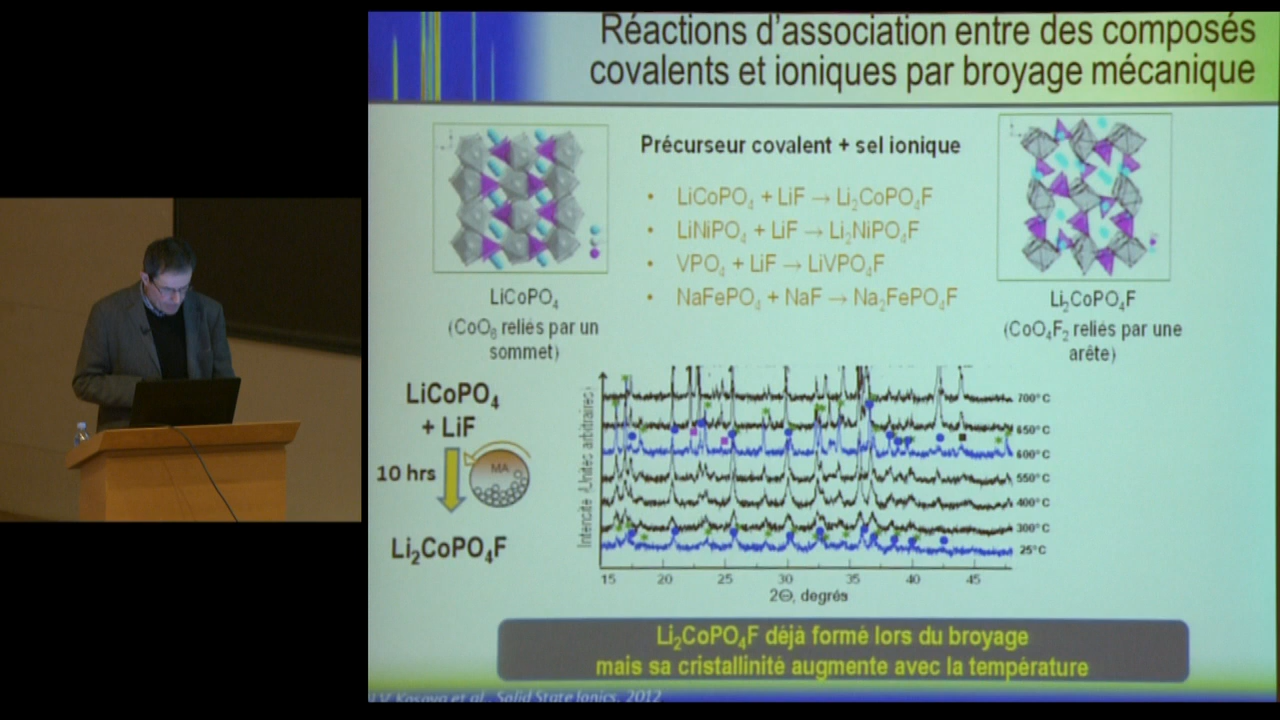 Réactions d'association entre des composés
covalents et ioniques par broyage mécanique
Précurseur covalent + sel ionique
• LiCoPO₄ + LiF → Li₂CoPO₄F
• LiNiPO₄ + LiF → Li₂NiPO₄F
• VPO₄ + LiF → LiVPO₄F
• NaFePO₄ + NaF → Na₂FePO₄F
LiCoPO₄
(CoO₆ reliés par un
sommet)
Li₂CoPO₄F
(CoO₄F₂ reliés par une
arête)
LiCoPO₄
+ LiF
10 hrs
MA
Li₂CoPO₄F
Intencité (Unites arbitraires)
700°C
650°C
600°C
550°C
400°C
300°C
25°C
15 20 25 30 35 40 45
2Θ, degrés
Li₂CoPO₄F déjà formé lors du broyage
mais sa cristallinité augmente avec la température
Kosova et al., Solid State Ionics, 2012